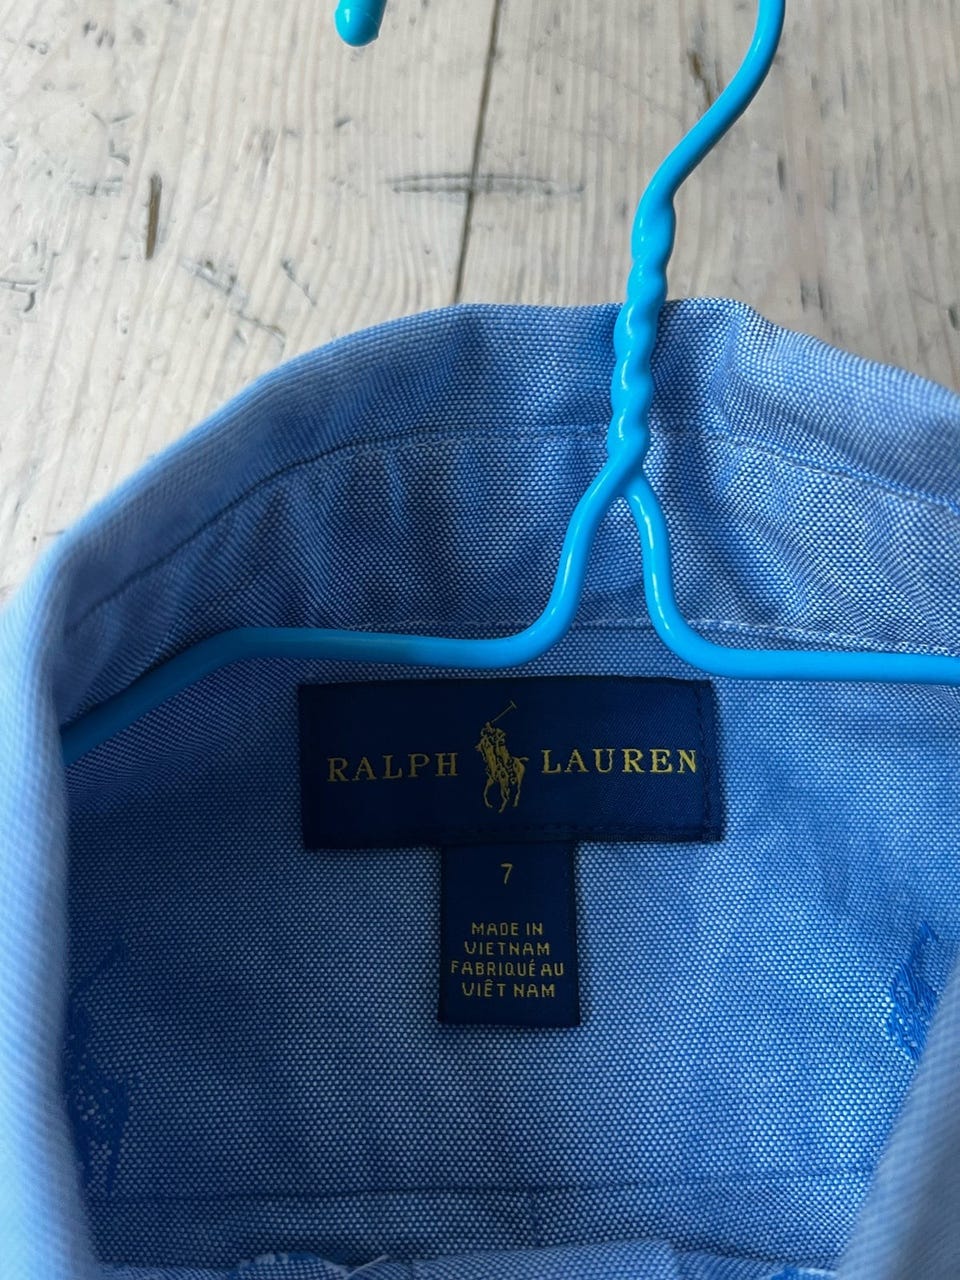 RALPH LAUREN
7
MADE IN
VIETNAM
FABRIQUÉ AU
VIÊT NAM